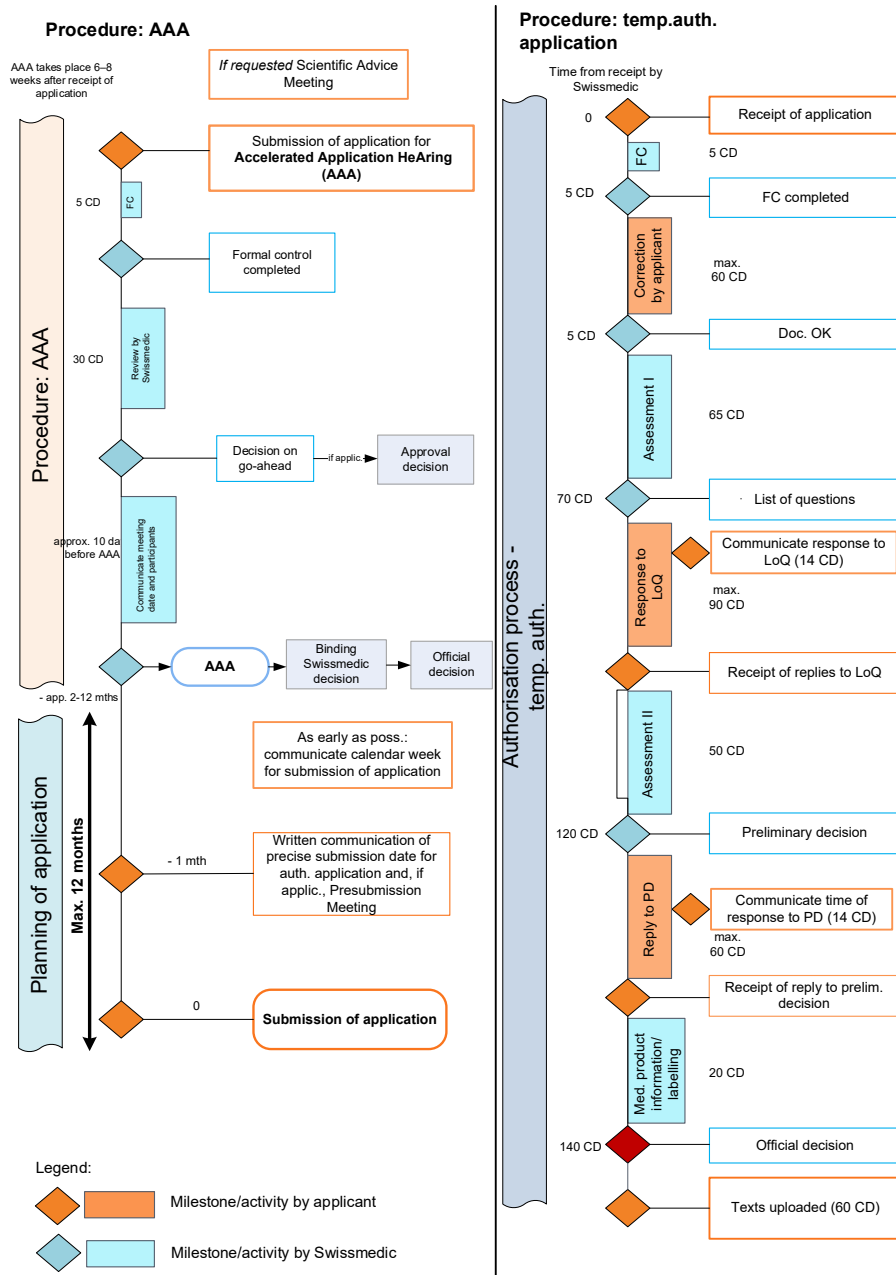 Procedure: AAA
AAA takes place 6–8
weeks after receipt of
application
If requested Scientific Advice
Meeting
Submission of application for
Accelerated Application HeAring
(AAA)
5 CD
FC
Formal control
completed
Procedure: AAA
30 CD
Review by
Swissmedic
Decision on
go-ahead
if applic.
Approval
decision
approx. 10 da
before AAA
Communicate meeting
date and participants
AAA
Binding
Swissmedic
decision
Official
decision
- app. 2-12 mths
Planning of application
Max. 12 months
As early as poss.:
communicate calendar week
for submission of application
- 1 mth
Written communication of
precise submission date for
auth. application and, if
applic., Presubmission
Meeting
0
Submission of application
Legend:
Milestone/activity by applicant
Milestone/activity by Swissmedic
Procedure: temp.auth.
application
Time from receipt by
Swissmedic
Authorisation process -
temp. auth.
0
Receipt of application
FC
5 CD
5 CD
FC completed
Correction
by applicant
max.
60 CD
5 CD
Doc. OK
Assessment I
65 CD
70 CD
· List of questions
Response to
LoQ
Communicate response to
LoQ (14 CD)
max.
90 CD
Receipt of replies to LoQ
Assessment II
50 CD
120 CD
Preliminary decision
Reply to PD
Communicate time of
response to PD (14 CD)
max.
60 CD
Receipt of reply to prelim.
decision
Med. product
information/
labelling
20 CD
140 CD
Official decision
Texts uploaded (60 CD)